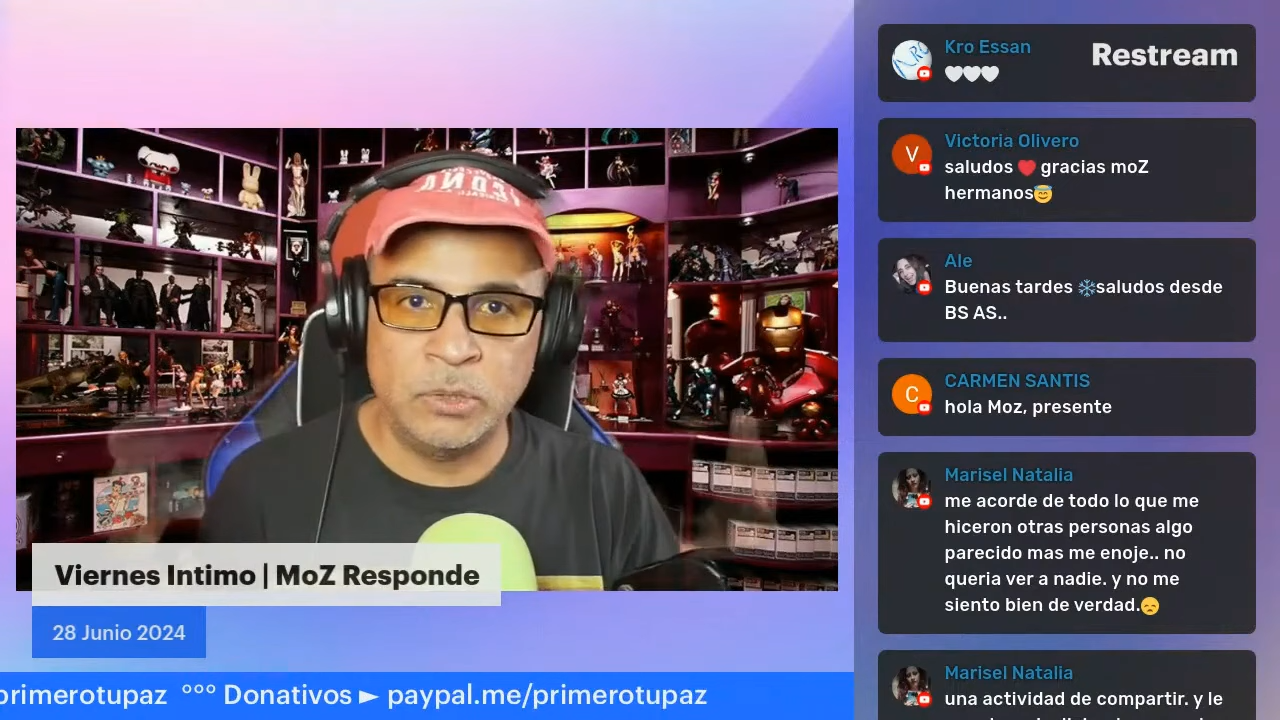 Kro Essan
🤍🤍🤍
Restream
Victoria Olivero
saludos ❤️ gracias moZ
hermanos😇
Ale
Buenas tardes ❄️saludos desde
BS AS..
CARMEN SANTIS
hola Moz, presente
Marisel Natalia
me acorde de todo lo que me
hiceron otras personas algo
parecido mas me enoje.. no
queria ver a nadie. y no me
siento bien de verdad.😞
Marisel Natalia
una actividad de compartir. y le
V
C
Viernes Intimo | MoZ Responde
28 Junio 2024
primerotupaz °°° Donativos ► paypal.me/primerotupaz